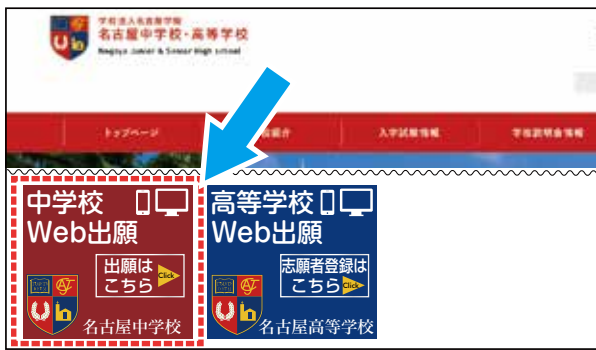 学校法人名古屋学院
名古屋中学校・高等学校
Nagoya Junior & Senior High school
トップページ
入学試験情報
学校説明会情報
中学校
Web出願
出願は
こちら
Click
名古屋中学校
高等学校
Web出願
志願者登録は
こちら
Click
名古屋高等学校